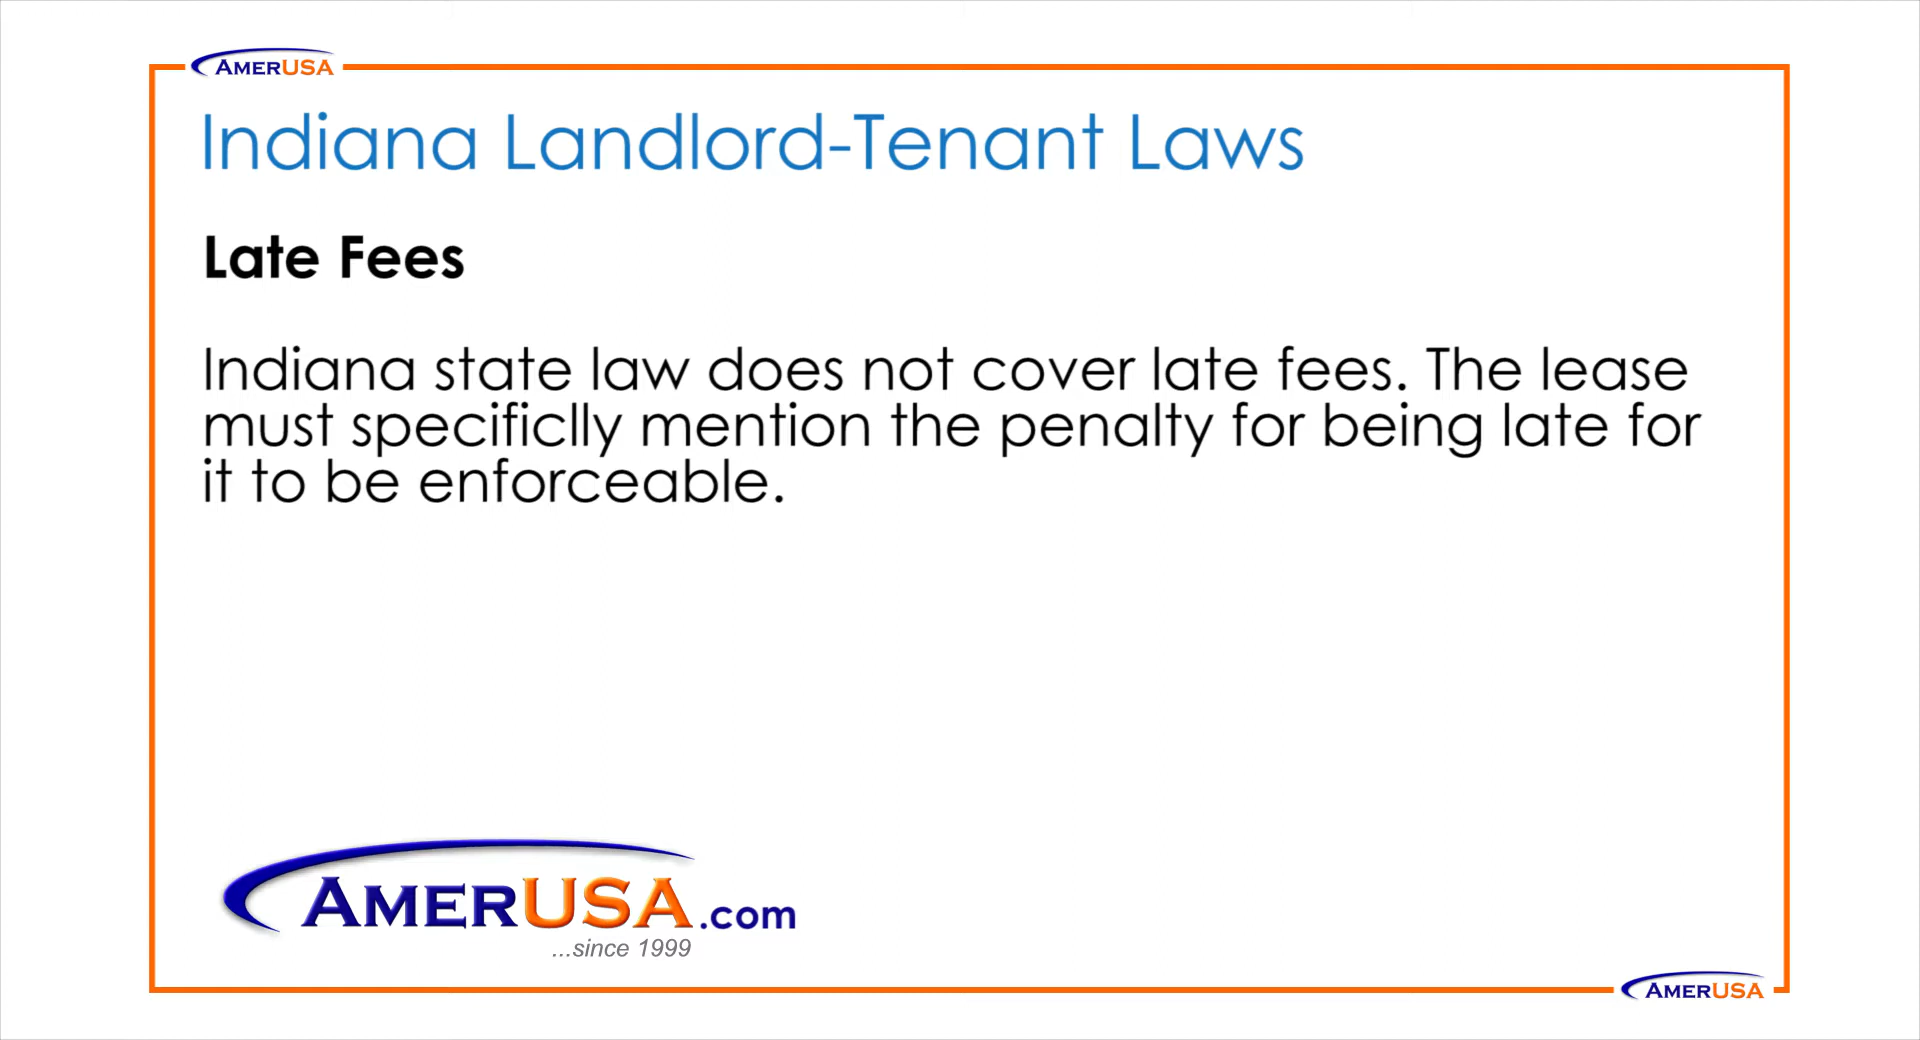 AMERUSA
Indiana Landlord-Tenant Laws
Late Fees
Indiana state law does not cover late fees. The lease
must specificlly mention the penalty for being late for
it to be enforceable.
AMERUSA.com
...since 1999
AMERUSA